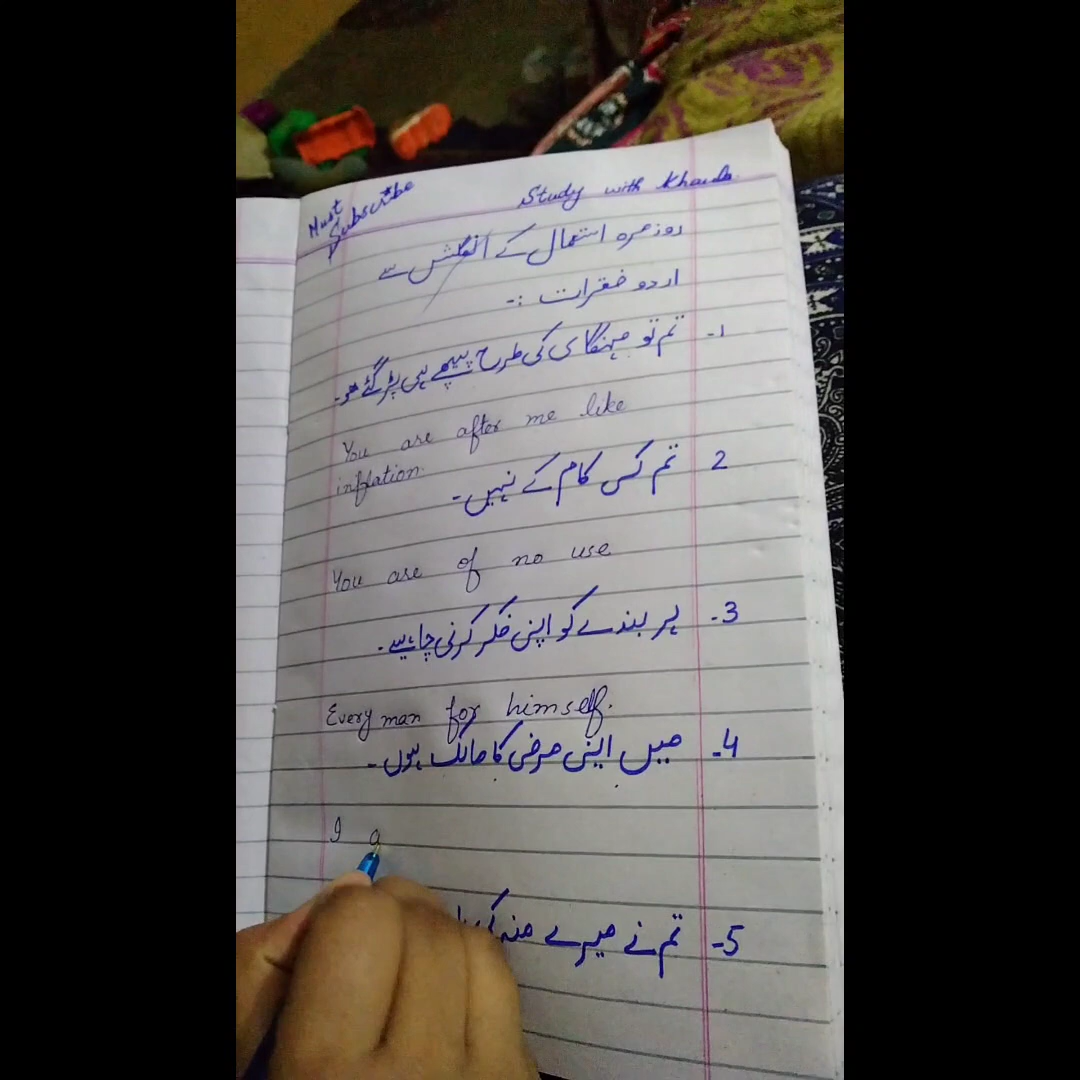 Must
Subscribe
Study with
روزمرہ استعمال کے انگلش سے
اردو فقرات :-
1- تم تو مہنگای کی طرح پیچھے ہی پڑ گئے ہو-
You are after me like
inflation.
2 تم کس کام کے نہیں-
You are of no use
3- ہر بندے کو اپنی فکر کرنی چاہیے-
Every man for himself.
4- میں اپنی مرضی کا مالک ہوں-
I a
5- تم نے میرے منہ کی